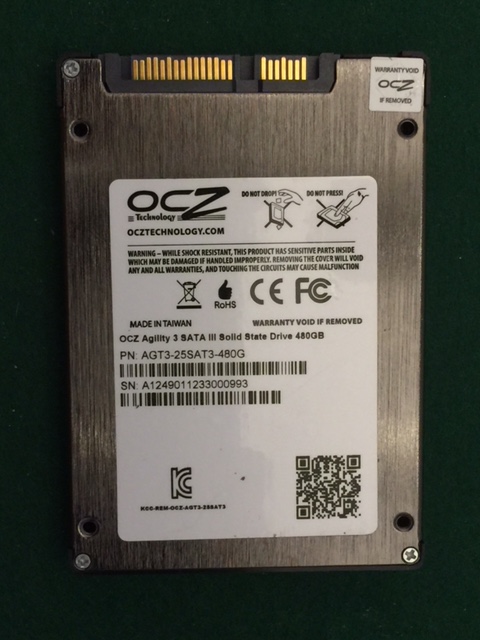 WARRANTY VOID
OCZ
IF REMOVED
OCZ
Technology
OCZTECHNOLOGY.COM
DO NOT DROP!
DO NOT PRESS!
WARNING – WHILE SHOCK RESISTANT, THIS PRODUCT HAS SENSITIVE PARTS INSIDE
WHICH MAY BE DAMAGED IF HANDLED IMPROPERLY. REMOVING THE COVER WILL VOID
ANY AND ALL WARRANTIES, AND TOUCHING THE CIRCUITS MAY CAUSE MALFUNCTION
RoHS
CE FC
MADE IN TAIWAN
WARRANTY VOID IF REMOVED
OCZ Agility 3 SATA III Solid State Drive 480GB
PN: AGT3-25SAT3-480G
SN: A1249011233000993
KCC-REM-OCZ-AGT3-25SAT3